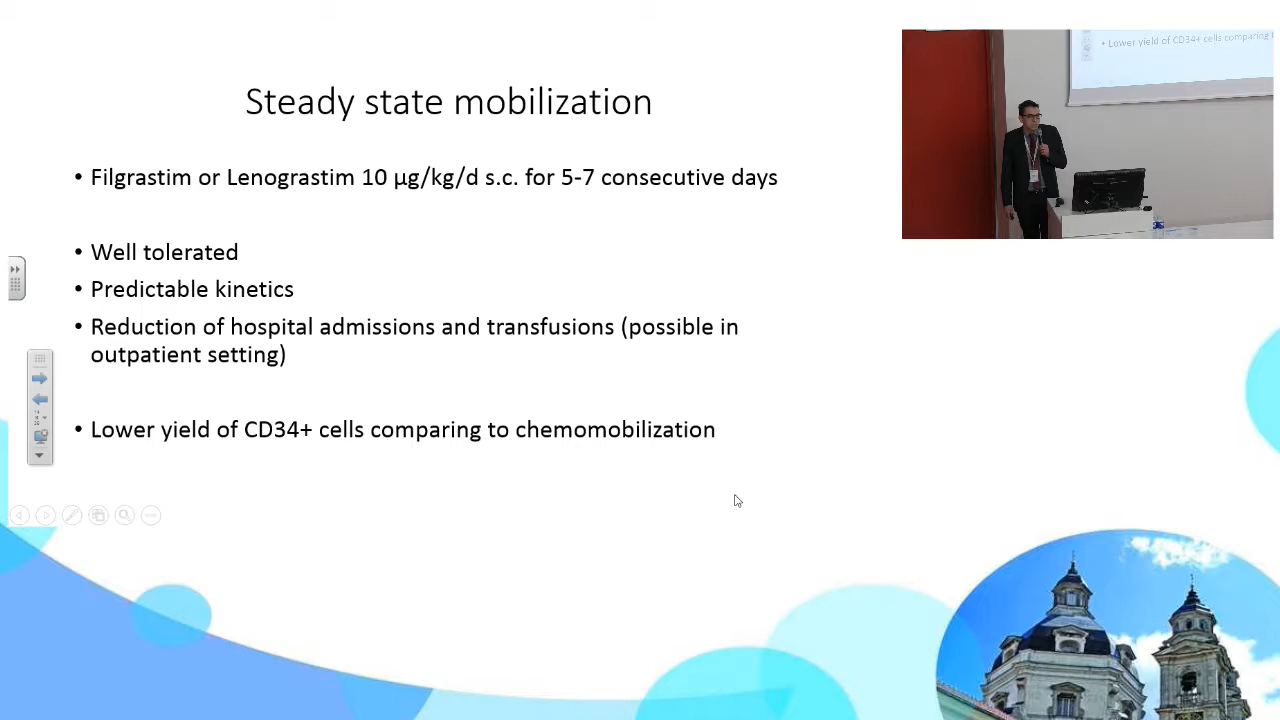 Steady state mobilization
• Filgrastim or Lenograstim 10 µg/kg/d s.c. for 5-7 consecutive days
• Well tolerated
• Predictable kinetics
• Reduction of hospital admissions and transfusions (possible in
outpatient setting)
• Lower yield of CD34+ cells comparing to chemomobilization
• Lower yield of CD34+ cells comparing